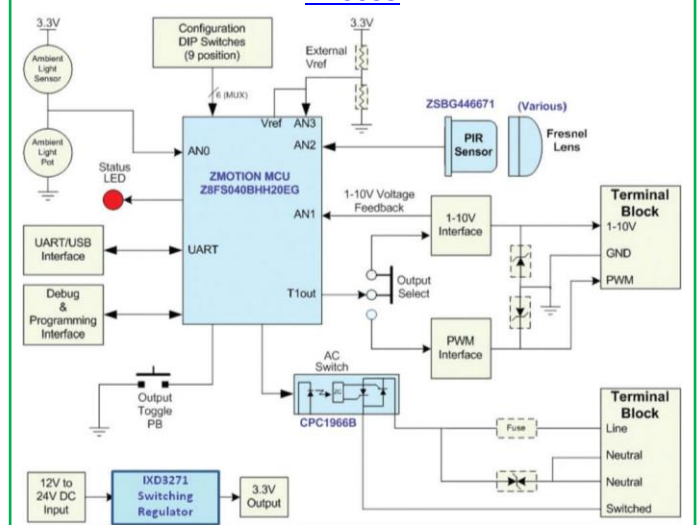 3.3V
Configuration
DIP Switches
(9 position)
3.3V
External
Vref
Ambient
Light
Sensor
6 (MUX)
ZSBG446671
(Various)
Vref
AN3
AN2
PIR
Sensor
Fresnel
Lens
AN0
Ambient
Light
Pot
ZMOTION MCU
Z8FS040BHH20EG
Status
LED
1-10V Voltage
Feedback
AN1
1-10V
Interface
Terminal
Block
1-10V
GND
PWM
UART/USB
Interface
UART
Output
Select
T1out
Debug
&
Programming
Interface
PWM
Interface
AC
Switch
CPC1966B
Output
Toggle
PB
Terminal
Block
Line
Neutral
Neutral
Switched
Fuse
12V to
24V DC
Input
IXD3271
Switching
Regulator
3.3V
Output